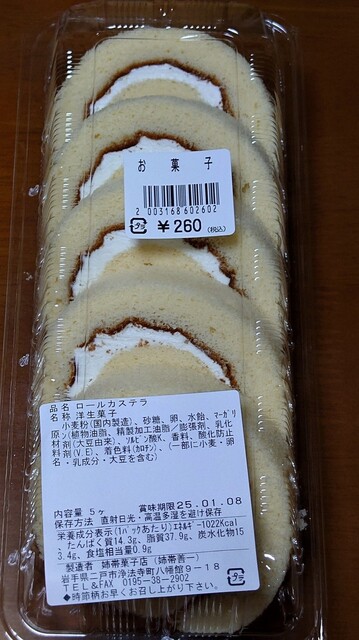 お菓子
2 003168 602602
プラ
¥260(税込)
品名 ロールカステラ
名称 洋生菓子
小麦粉(国内製造)、砂糖、卵、水飴、マーガリ
ン(植物油脂、精製加工油脂／膨張剤、乳化
材剤(大豆由来)、ソルビン酸K、香料、酸化防止
料剤(V.E)、着色料(カロチン)、(一部に小麦・卵
名・乳成分・大豆を含む)
内容量 5ヶ 賞味期限25.01.08
保存方法 直射日光・高温多湿を避け保存
栄養成分表示(1パックあたり)エネルギー1022Kcal
、たんぱく質14.3g、脂質37.9g、炭水化物15
3.4g、食塩相当量0.9g
製造者 姉帯菓子店 (姉帯善一)
岩手県二戸市浄法寺町八幡館9－18
TEL&FAX 0195-38-2902
◆時節柄お早くお召し上がり下さい。
プラ